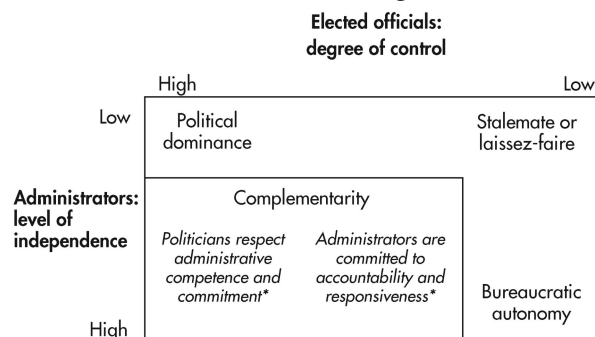 Elected officials:
degree of control
High
Low
Low
Political
dominance
Stalemate or
laissez-faire
Administrators:
level of
independence
Complementarity
Politicians respect
administrative
competence and
commitment*
Administrators are
committed to
accountability and
responsiveness*
Bureaucratic
autonomy
High